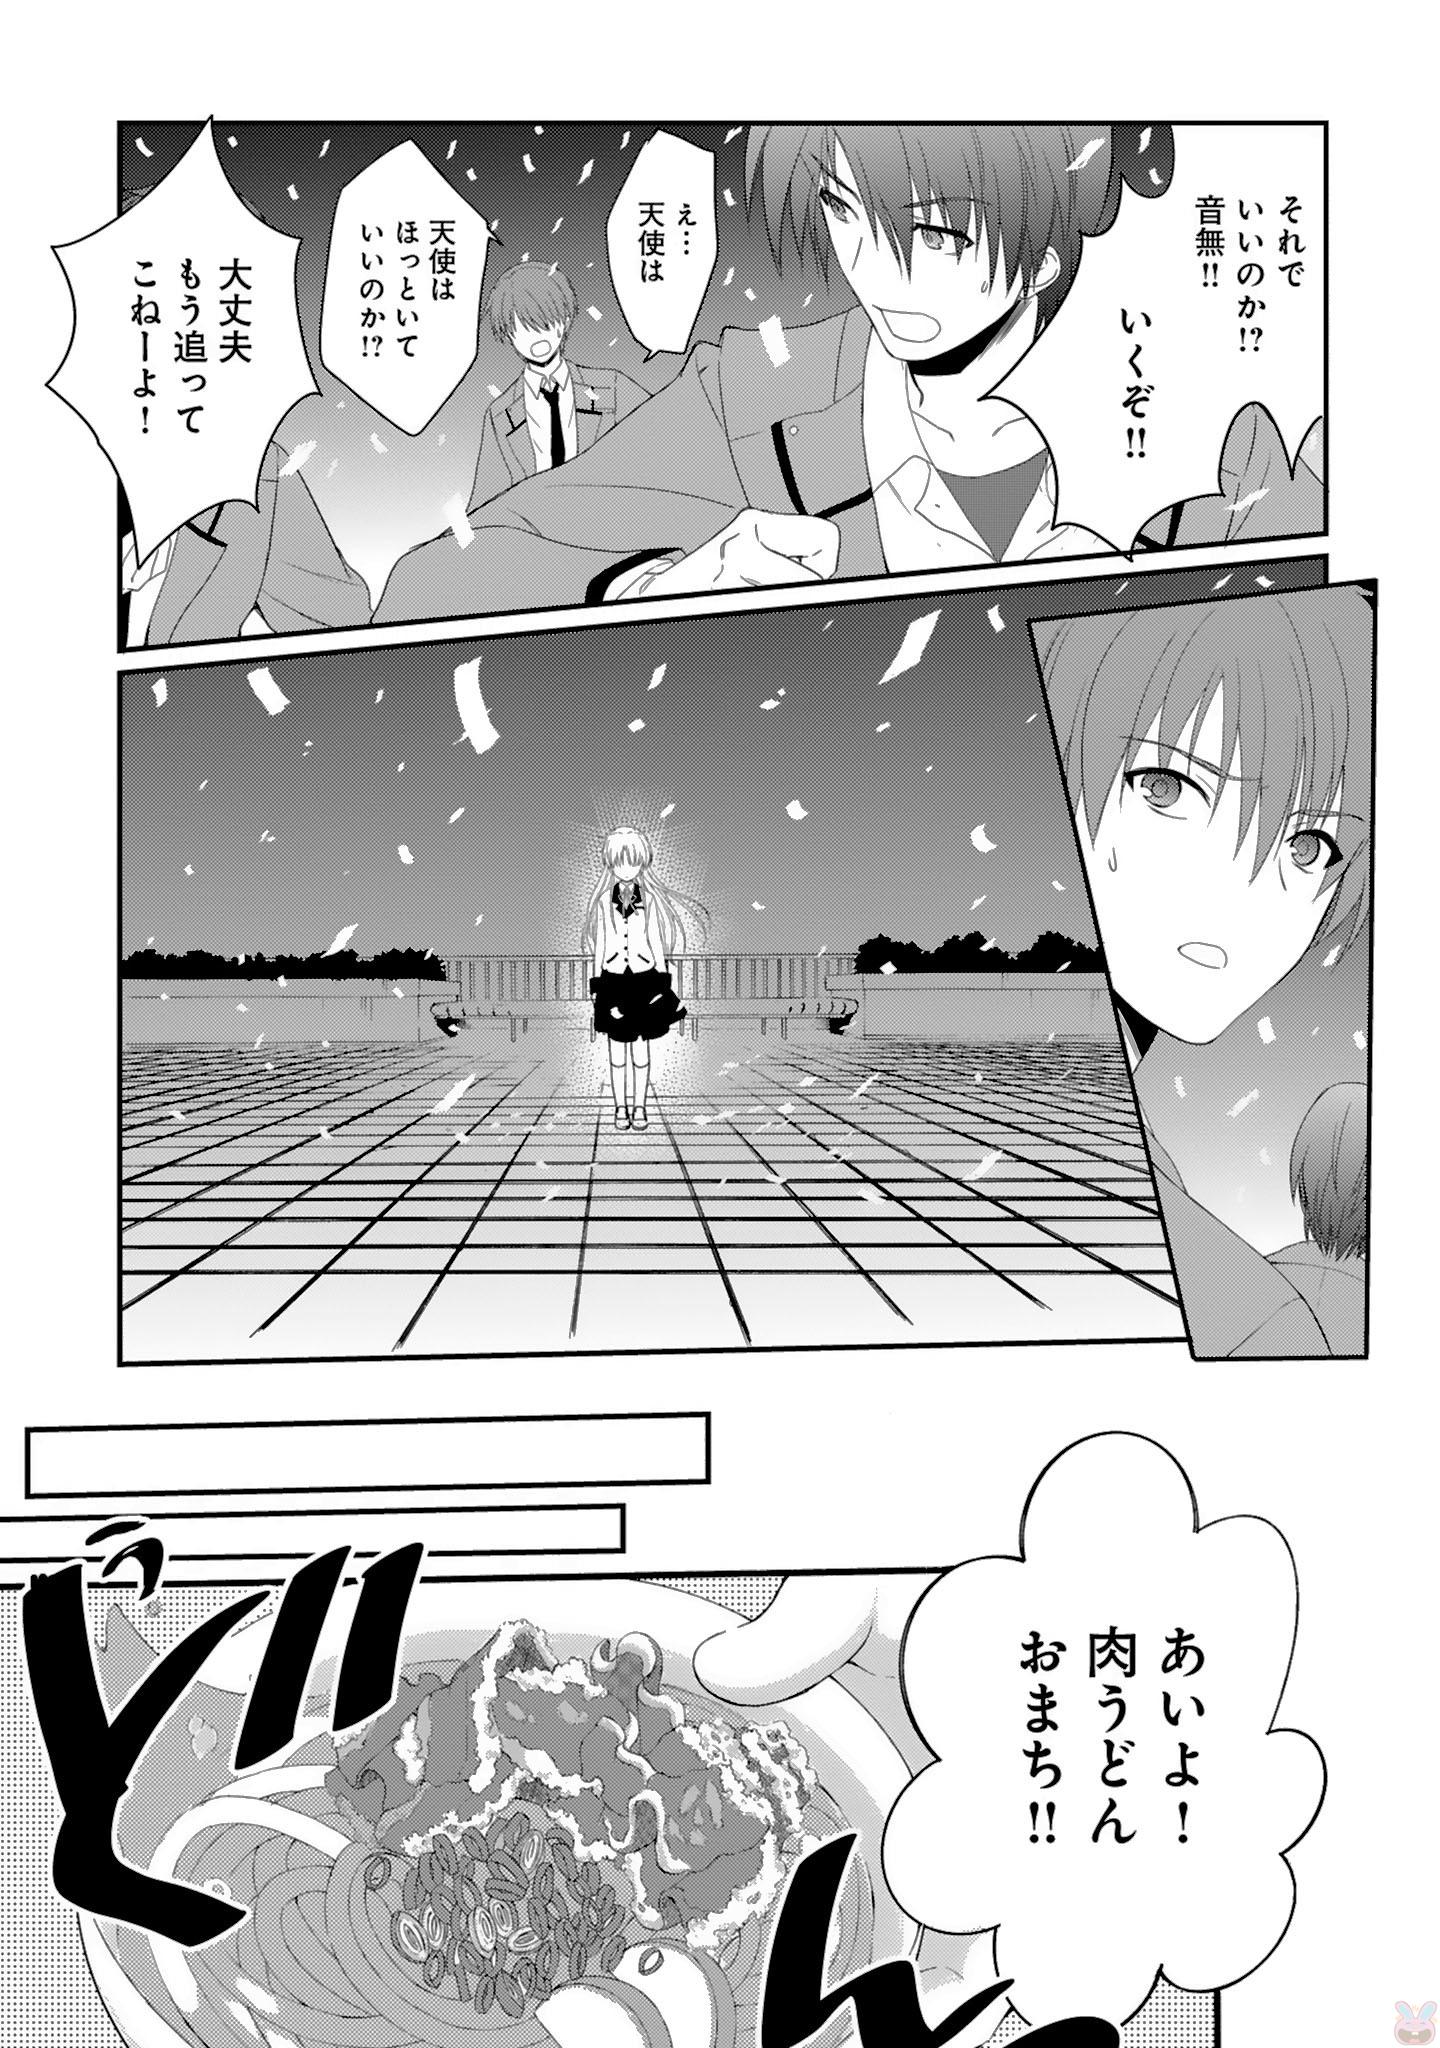 それで
いいのか!?
音無!!
いくぞ!!
え…
天使は
天使は
ほっといて
いいのか!?
大丈夫
もう追って
こねーよ！
あいよ！
肉うどん
おまち!!
どんっ